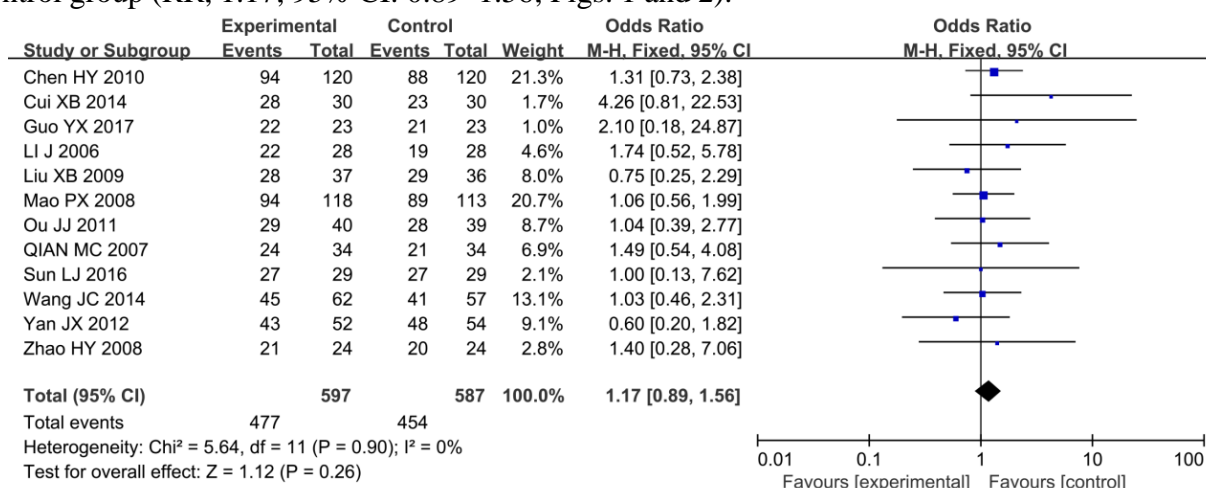 ntrol group (RR, 1.17, 95% CI: 0.89–1.56, Figs. 1 and 2).
Experimental Control Odds Ratio Odds Ratio
Study or Subgroup Events Total Events Total Weight M-H, Fixed, 95% CI M-H, Fixed, 95% CI
Chen HY 2010 94 120 88 120 21.3% 1.31 [0.73, 2.38]
Cui XB 2014 28 30 23 30 1.7% 4.26 [0.81, 22.53]
Guo YX 2017 22 23 21 23 1.0% 2.10 [0.18, 24.87]
LI J 2006 22 28 19 28 4.6% 1.74 [0.52, 5.78]
Liu XB 2009 28 37 29 36 8.0% 0.75 [0.25, 2.29]
Mao PX 2008 94 118 89 113 20.7% 1.06 [0.56, 1.99]
Ou JJ 2011 29 40 28 39 8.7% 1.04 [0.39, 2.77]
QIAN MC 2007 24 34 21 34 6.9% 1.49 [0.54, 4.08]
Sun LJ 2016 27 29 27 29 2.1% 1.00 [0.13, 7.62]
Wang JC 2014 45 62 41 57 13.1% 1.03 [0.46, 2.31]
Yan JX 2012 43 52 48 54 9.1% 0.60 [0.20, 1.82]
Zhao HY 2008 21 24 20 24 2.8% 1.40 [0.28, 7.06]
Total (95% CI) 597 587 100.0% 1.17 [0.89, 1.56]
Total events 477 454
Heterogeneity: Chi² = 5.64, df = 11 (P = 0.90); I² = 0%
Test for overall effect: Z = 1.12 (P = 0.26)
0.01 0.1 1 10 100
Favours [experimental] Favours [control]